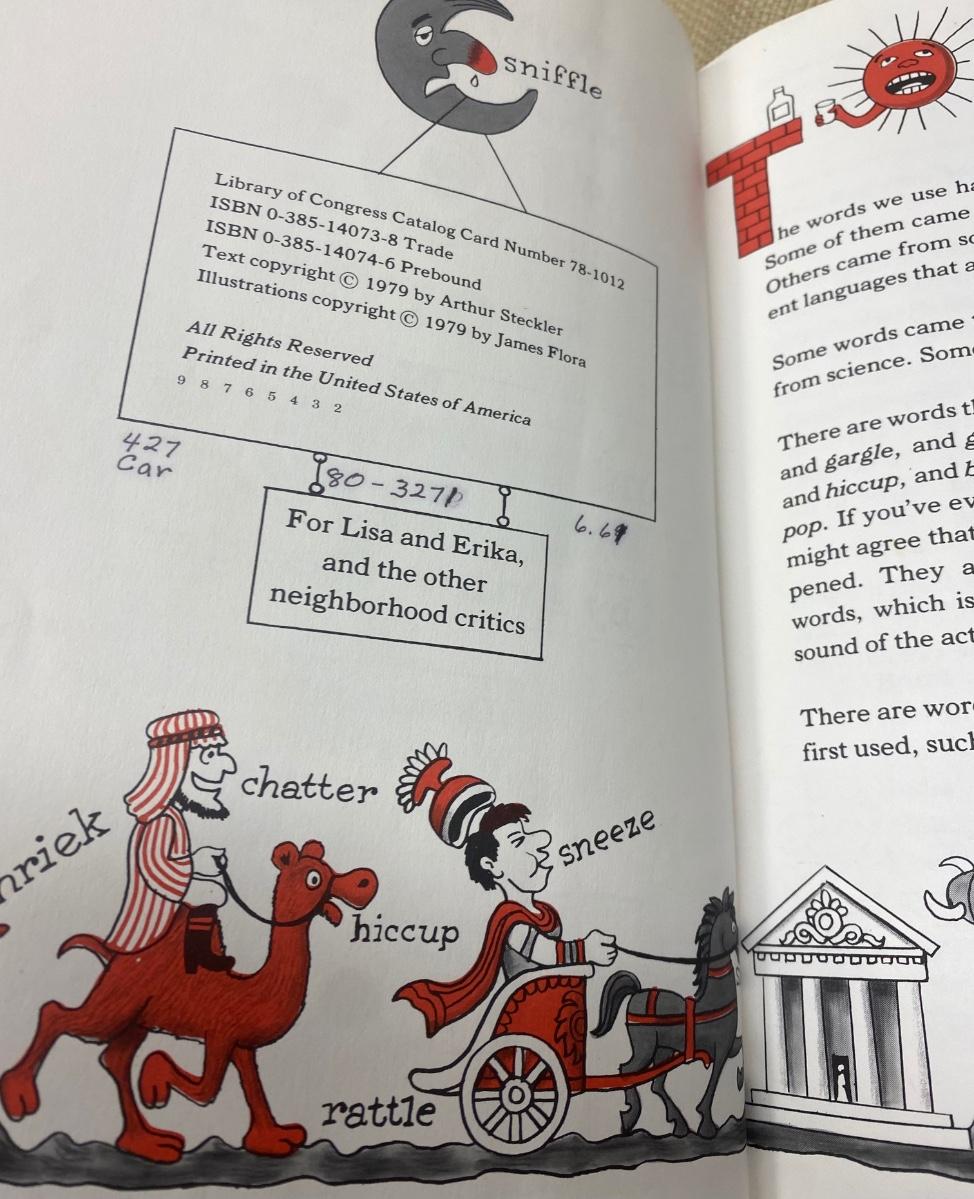 sniffle
Library of Congress Catalog Card Number 78-1012
ISBN 0-385-14073-8 Trade
ISBN 0-385-14074-6 Prebound
Text copyright © 1979 by Arthur Steckler
Illustrations copyright © 1979 by James Flora
All Rights Reserved
Printed in the United States of America
9 8 7 6 5 4 3 2
427
Car
80-327
6.69
For Lisa and Erika,
and the other
neighborhood critics
hriek
chatter
sneeze
hiccup
rattle
The words we use ha
Some of them came
Others came from so
ent languages that a
Some words came
from science. Some
There are words th
and gargle, and g
and hiccup, and b
pop. If you've ev
might agree that
pened. They a
words, which is
sound of the act
There are wor
first used, such